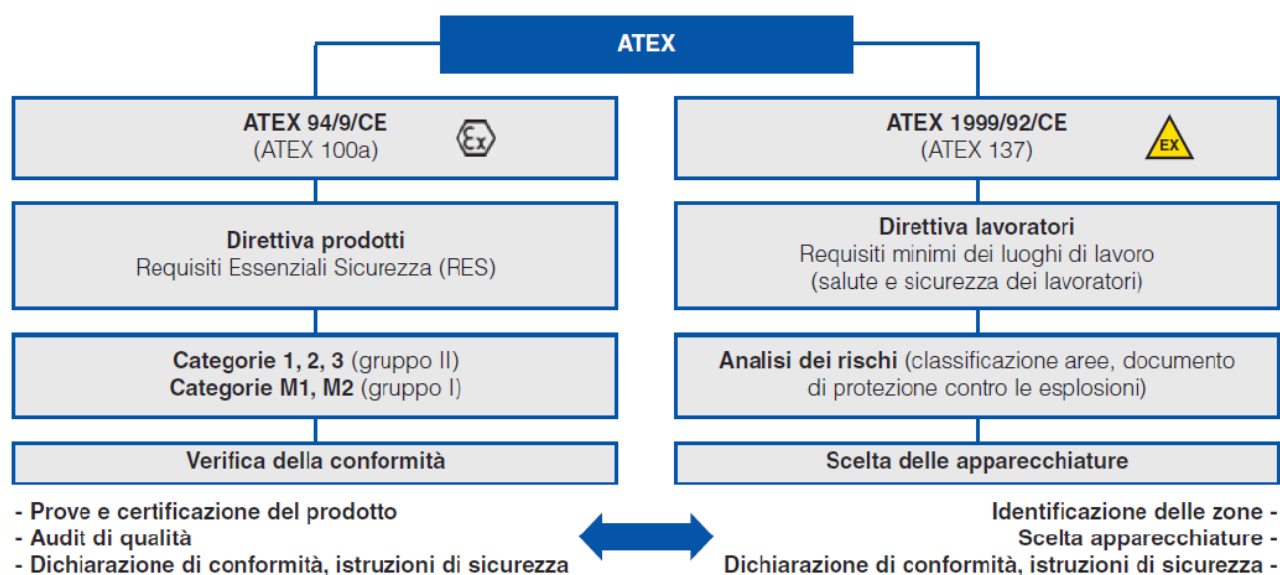 ATEX
ATEX 94/9/CE
(ATEX 100a)
Ex
Direttiva prodotti
Requisiti Essenziali Sicurezza (RES)
Categorie 1, 2, 3 (gruppo II)
Categorie M1, M2 (gruppo I)
Verifica della conformità
- Prove e certificazione del prodotto
- Audit di qualità
- Dichiarazione di conformità, istruzioni di sicurezza
ATEX 1999/92/CE
(ATEX 137)
EX
Direttiva lavoratori
Requisiti minimi dei luoghi di lavoro
(salute e sicurezza dei lavoratori)
Analisi dei rischi (classificazione aree, documento
di protezione contro le esplosioni)
Scelta delle apparecchiature
Identificazione delle zone -
Scelta apparecchiature -
Dichiarazione di conformità, istruzioni di sicurezza -